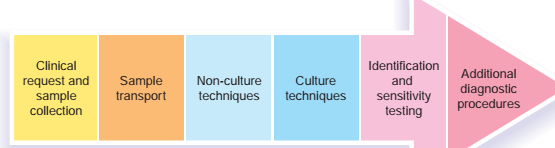 Clinical
request and
sample
collection
Sample
transport
Non-culture
techniques
Culture
techniques
Identification
and
sensitivity
testing
Additional
diagnostic
procedures